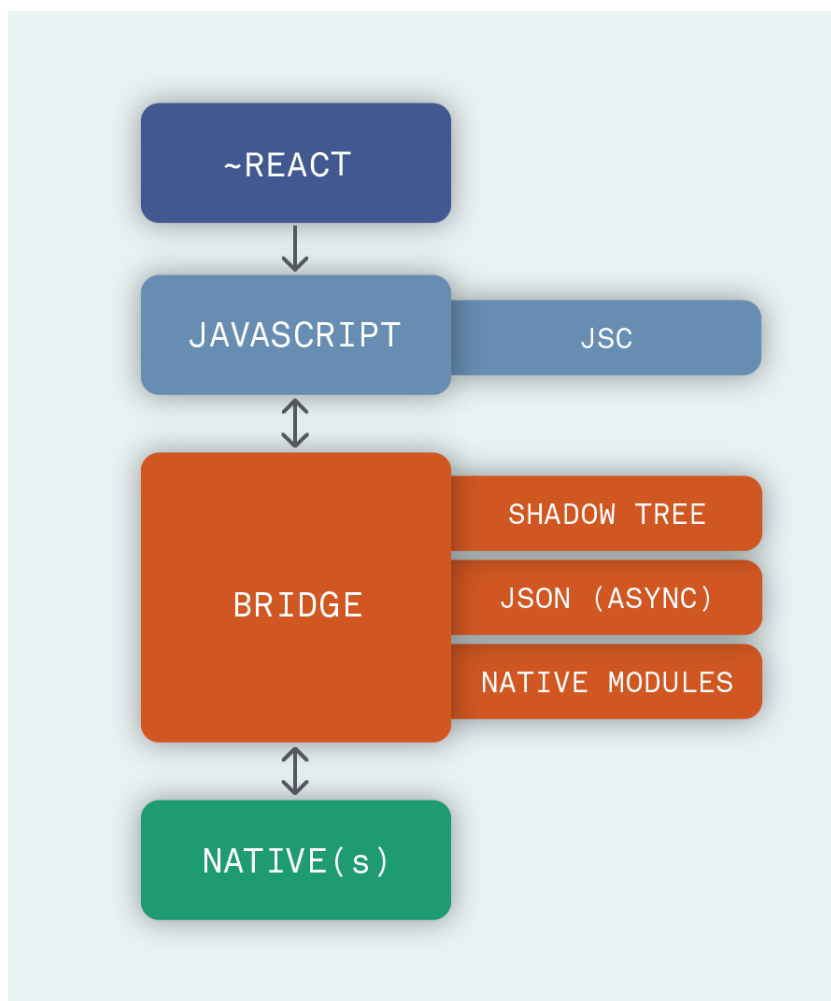 ~REACT
JAVASCRIPT
JSC
BRIDGE
SHADOW TREE
JSON (ASYNC)
NATIVE MODULES
NATIVE(s)